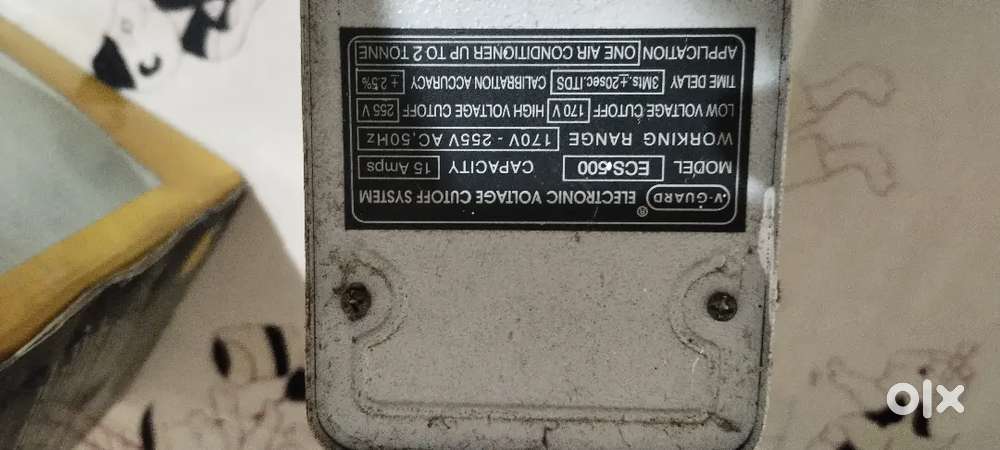 V-GUARD ® ELECTRONIC VOLTAGE CUTOFF SYSTEM
MODEL ECS-500 CAPACITY 15 Amps
WORKING RANGE 170V - 255V AC,50Hz
LOW VOLTAGE CUTOFF 170 V HIGH VOLTAGE CUTOFF 255 V
TIME DELAY 3Mts.±20sec.ITDS CALIBRATION ACCURACY ± 2.5%
APPLICATION ONE AIR CONDITIONER UP TO 2 TONNE
olx